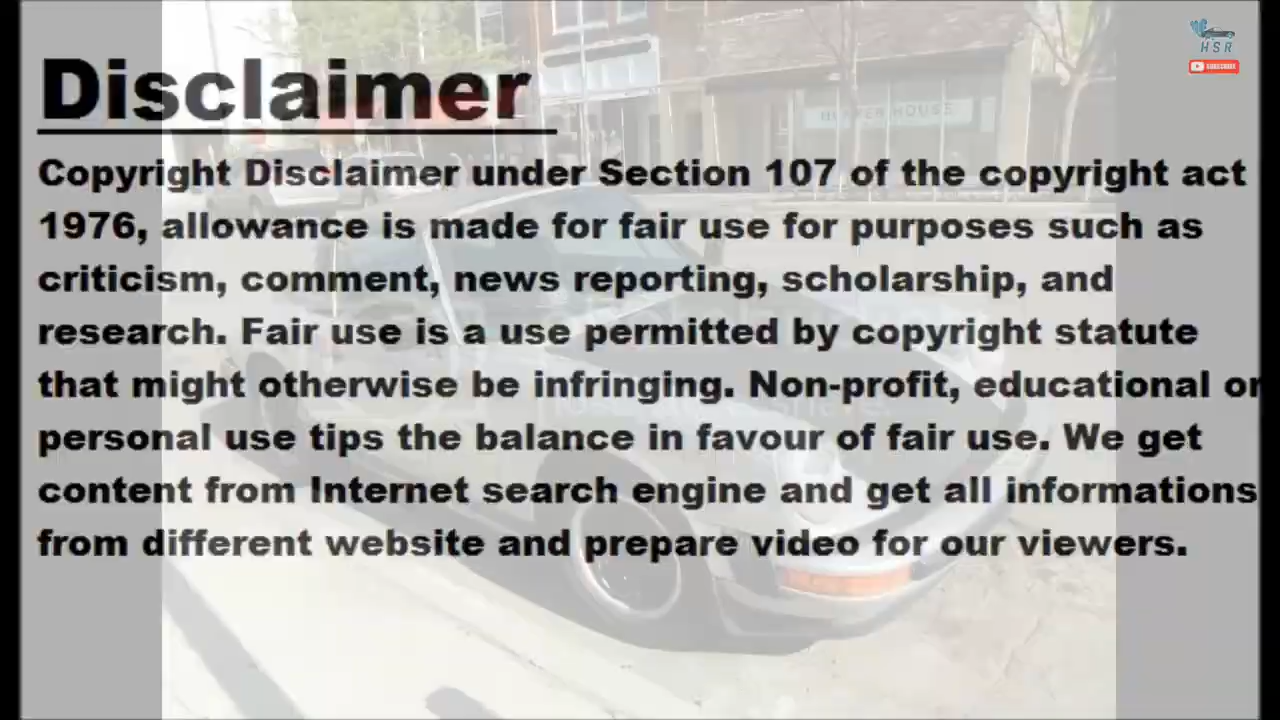 HSR
SUBSCRIBE
Disclaimer
Copyright Disclaimer under Section 107 of the copyright act
1976, allowance is made for fair use for purposes such as
criticism, comment, news reporting, scholarship, and
research. Fair use is a use permitted by copyright statute
that might otherwise be infringing. Non-profit, educational or
personal use tips the balance in favour of fair use. We get
content from Internet search engine and get all informations
from different website and prepare video for our viewers.
HOUSE